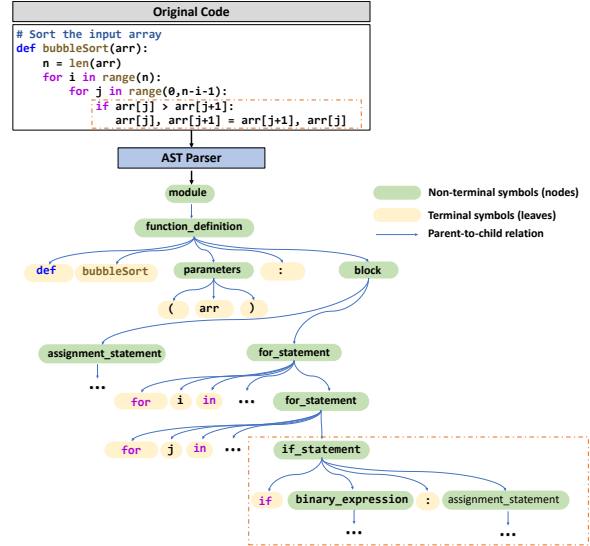 Original Code
# Sort the input array
def bubbleSort(arr):
    n = len(arr)
    for i in range(n):
        for j in range(0,n-i-1):
            if arr[j] > arr[j+1]:
                arr[j], arr[j+1] = arr[j+1], arr[j]
AST Parser
module
Non-terminal symbols (nodes)
Terminal symbols (leaves)
Parent-to-child relation
function_definition
def bubbleSort parameters : block
( arr )
assignment_statement for_statement
...
for i in ... for_statement
for j in ... if_statement
if binary_expression : assignment_statement
... ...